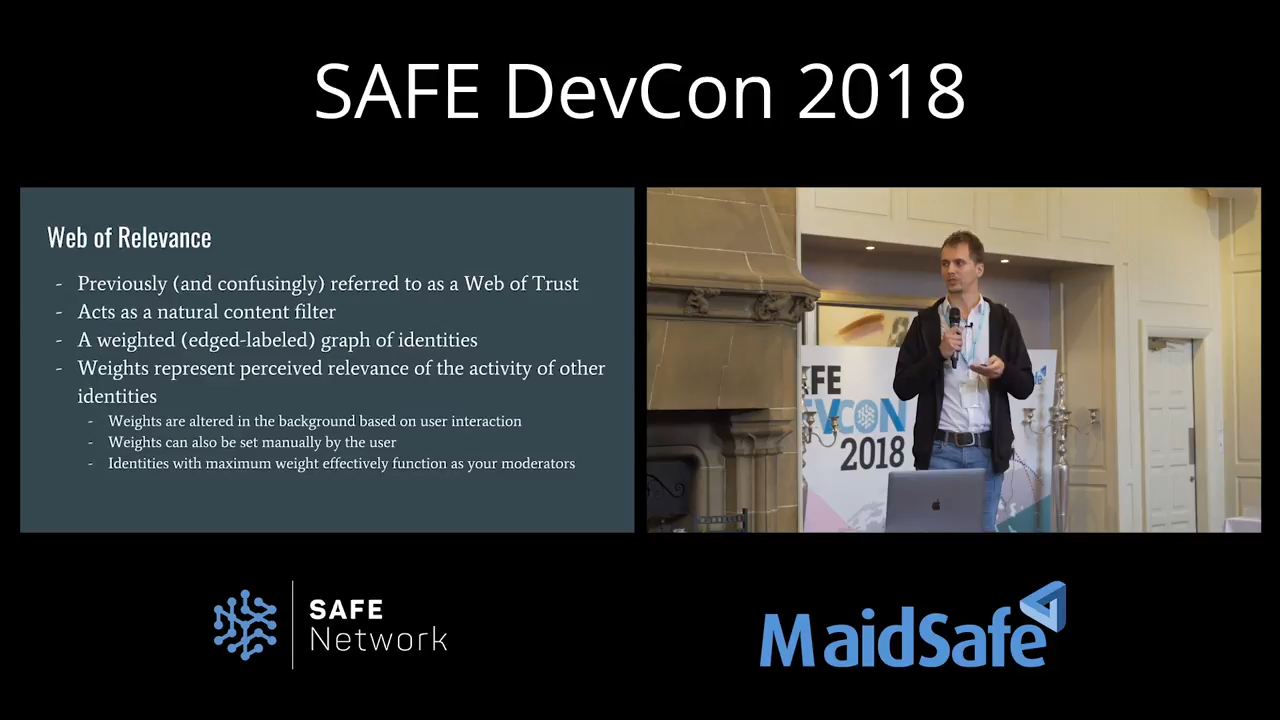 SAFE DevCon 2018
Web of Relevance
- Previously (and confusingly) referred to as a Web of Trust
- Acts as a natural content filter
- A weighted (edged-labeled) graph of identities
- Weights represent perceived relevance of the activity of other
identities
- Weights are altered in the background based on user interaction
- Weights can also be set manually by the user
- Identities with maximum weight effectively function as your moderators
AFE
EVCON
2018
SAFE
Network
MaidSafe